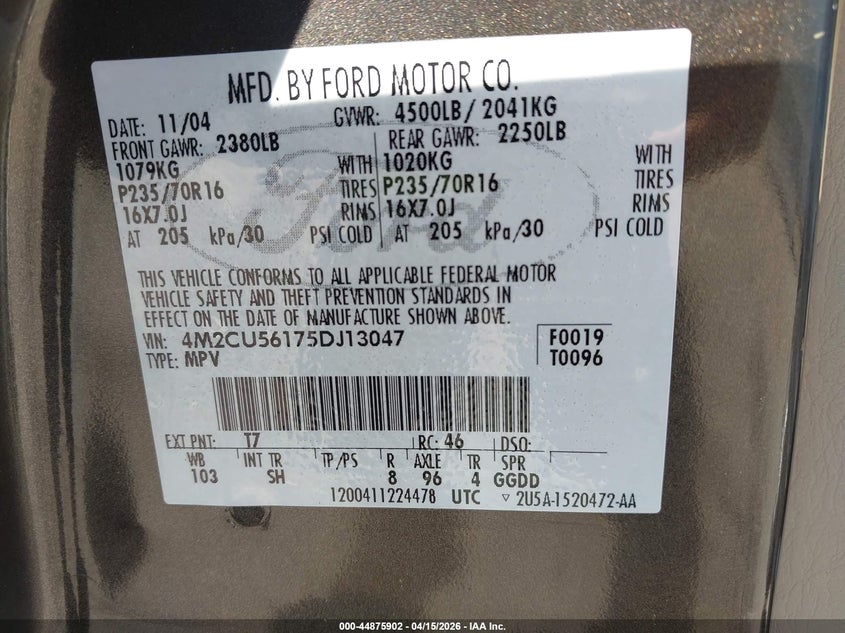 MFD. BY FORD MOTOR CO.
DATE: 11/04 GVWR: 4500LB/ 2041KG
FRONT GAWR: 2380LB REAR GAWR: 2250LB
1079KG WITH 1020KG WITH
P235/70R16 TIRES P235/70R16 TIRES
16X7.0J RIMS 16X7.0J RIMS
AT 205 kPa/30 PSI COLD AT 205 kPa/30 PSI COLD
Ford
THIS VEHICLE CONFORMS TO ALL APPLICABLE FEDERAL MOTOR
VEHICLE SAFETY AND THEFT PREVENTION STANDARDS IN
EFFECT ON THE DATE OF MANUFACTURE SHOWN ABOVE.
VIN: 4M2CU56175DJ13047 F0019
TYPE: MPV T0096
EXT PNT: T7 RC: 46 DSO:
WB INT TR TP/PS R AXLE TR SPR
103 SH 8 96 4 GGDD
1200411224478 UTC ▽ 2U5A-1520472-AA
000-44875902 - 04/15/2026 - IAA Inc.